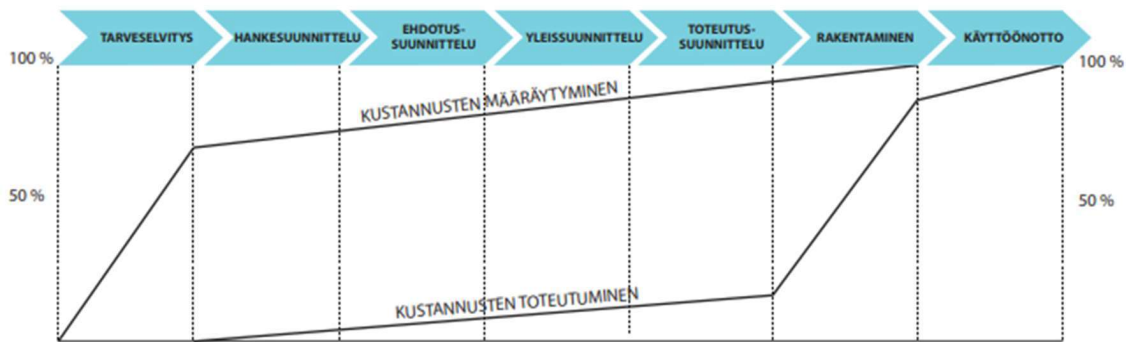 TARVESELVITYS
HANKESUUNNITTELU
EHDOTUS-
SUUNNITTELU
YLEISSUUNNITTELU
TOTEUTUS-
SUUNNITTELU
RAKENTAMINEN
KÄYTTÖÖNOTTO
100 %
100 %
KUSTANNUSTEN MÄÄRÄYTYMINEN
50 %
50 %
KUSTANNUSTEN TOTEUTUMINEN